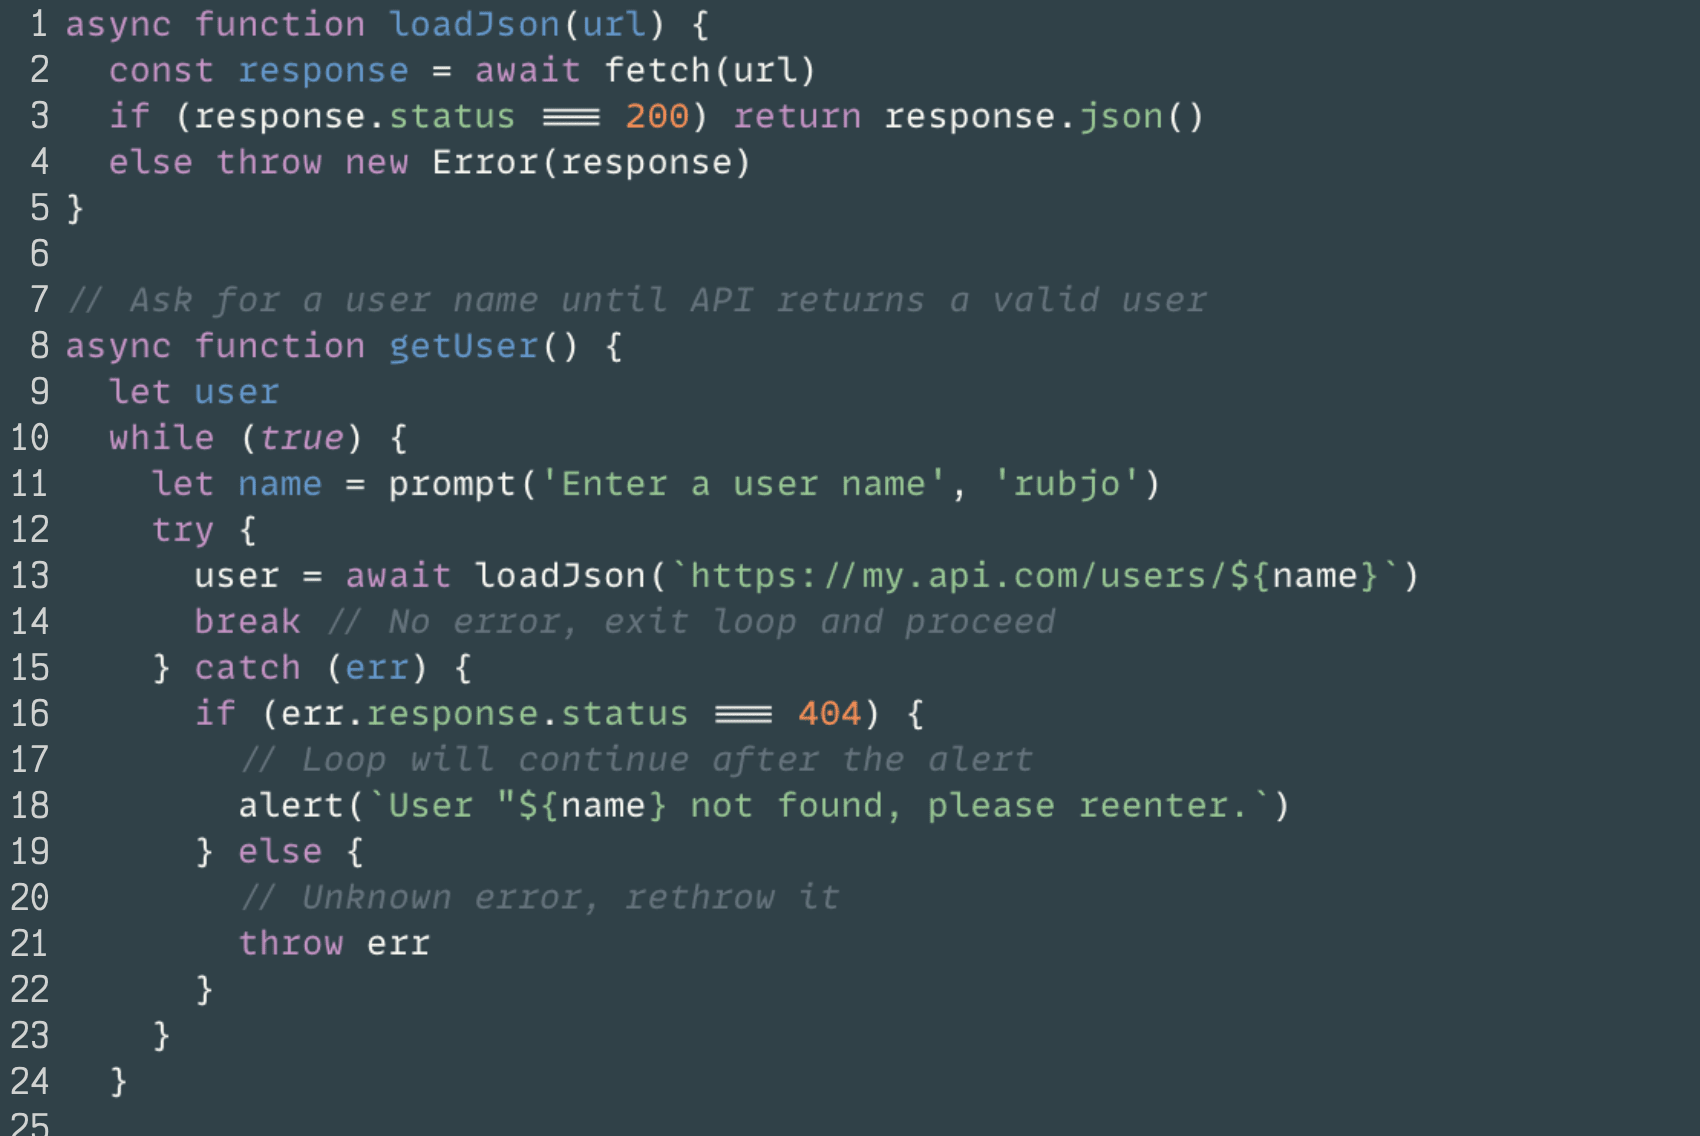 1 async function loadJson(url) {
2   const response = await fetch(url)
3   if (response.status === 200) return response.json()
4   else throw new Error(response)
5 }
6
7 // Ask for a user name until API returns a valid user
8 async function getUser() {
9   let user
10   while (true) {
11     let name = prompt('Enter a user name', 'rubjo')
12     try {
13       user = await loadJson(`https://my.api.com/users/${name}`)
14       break // No error, exit loop and proceed
15     } catch (err) {
16       if (err.response.status === 404) {
17         // Loop will continue after the alert
18         alert(`User "${name} not found, please reenter.`)
19       } else {
20         // Unknown error, rethrow it
21         throw err
22       }
23     }
24   }
25